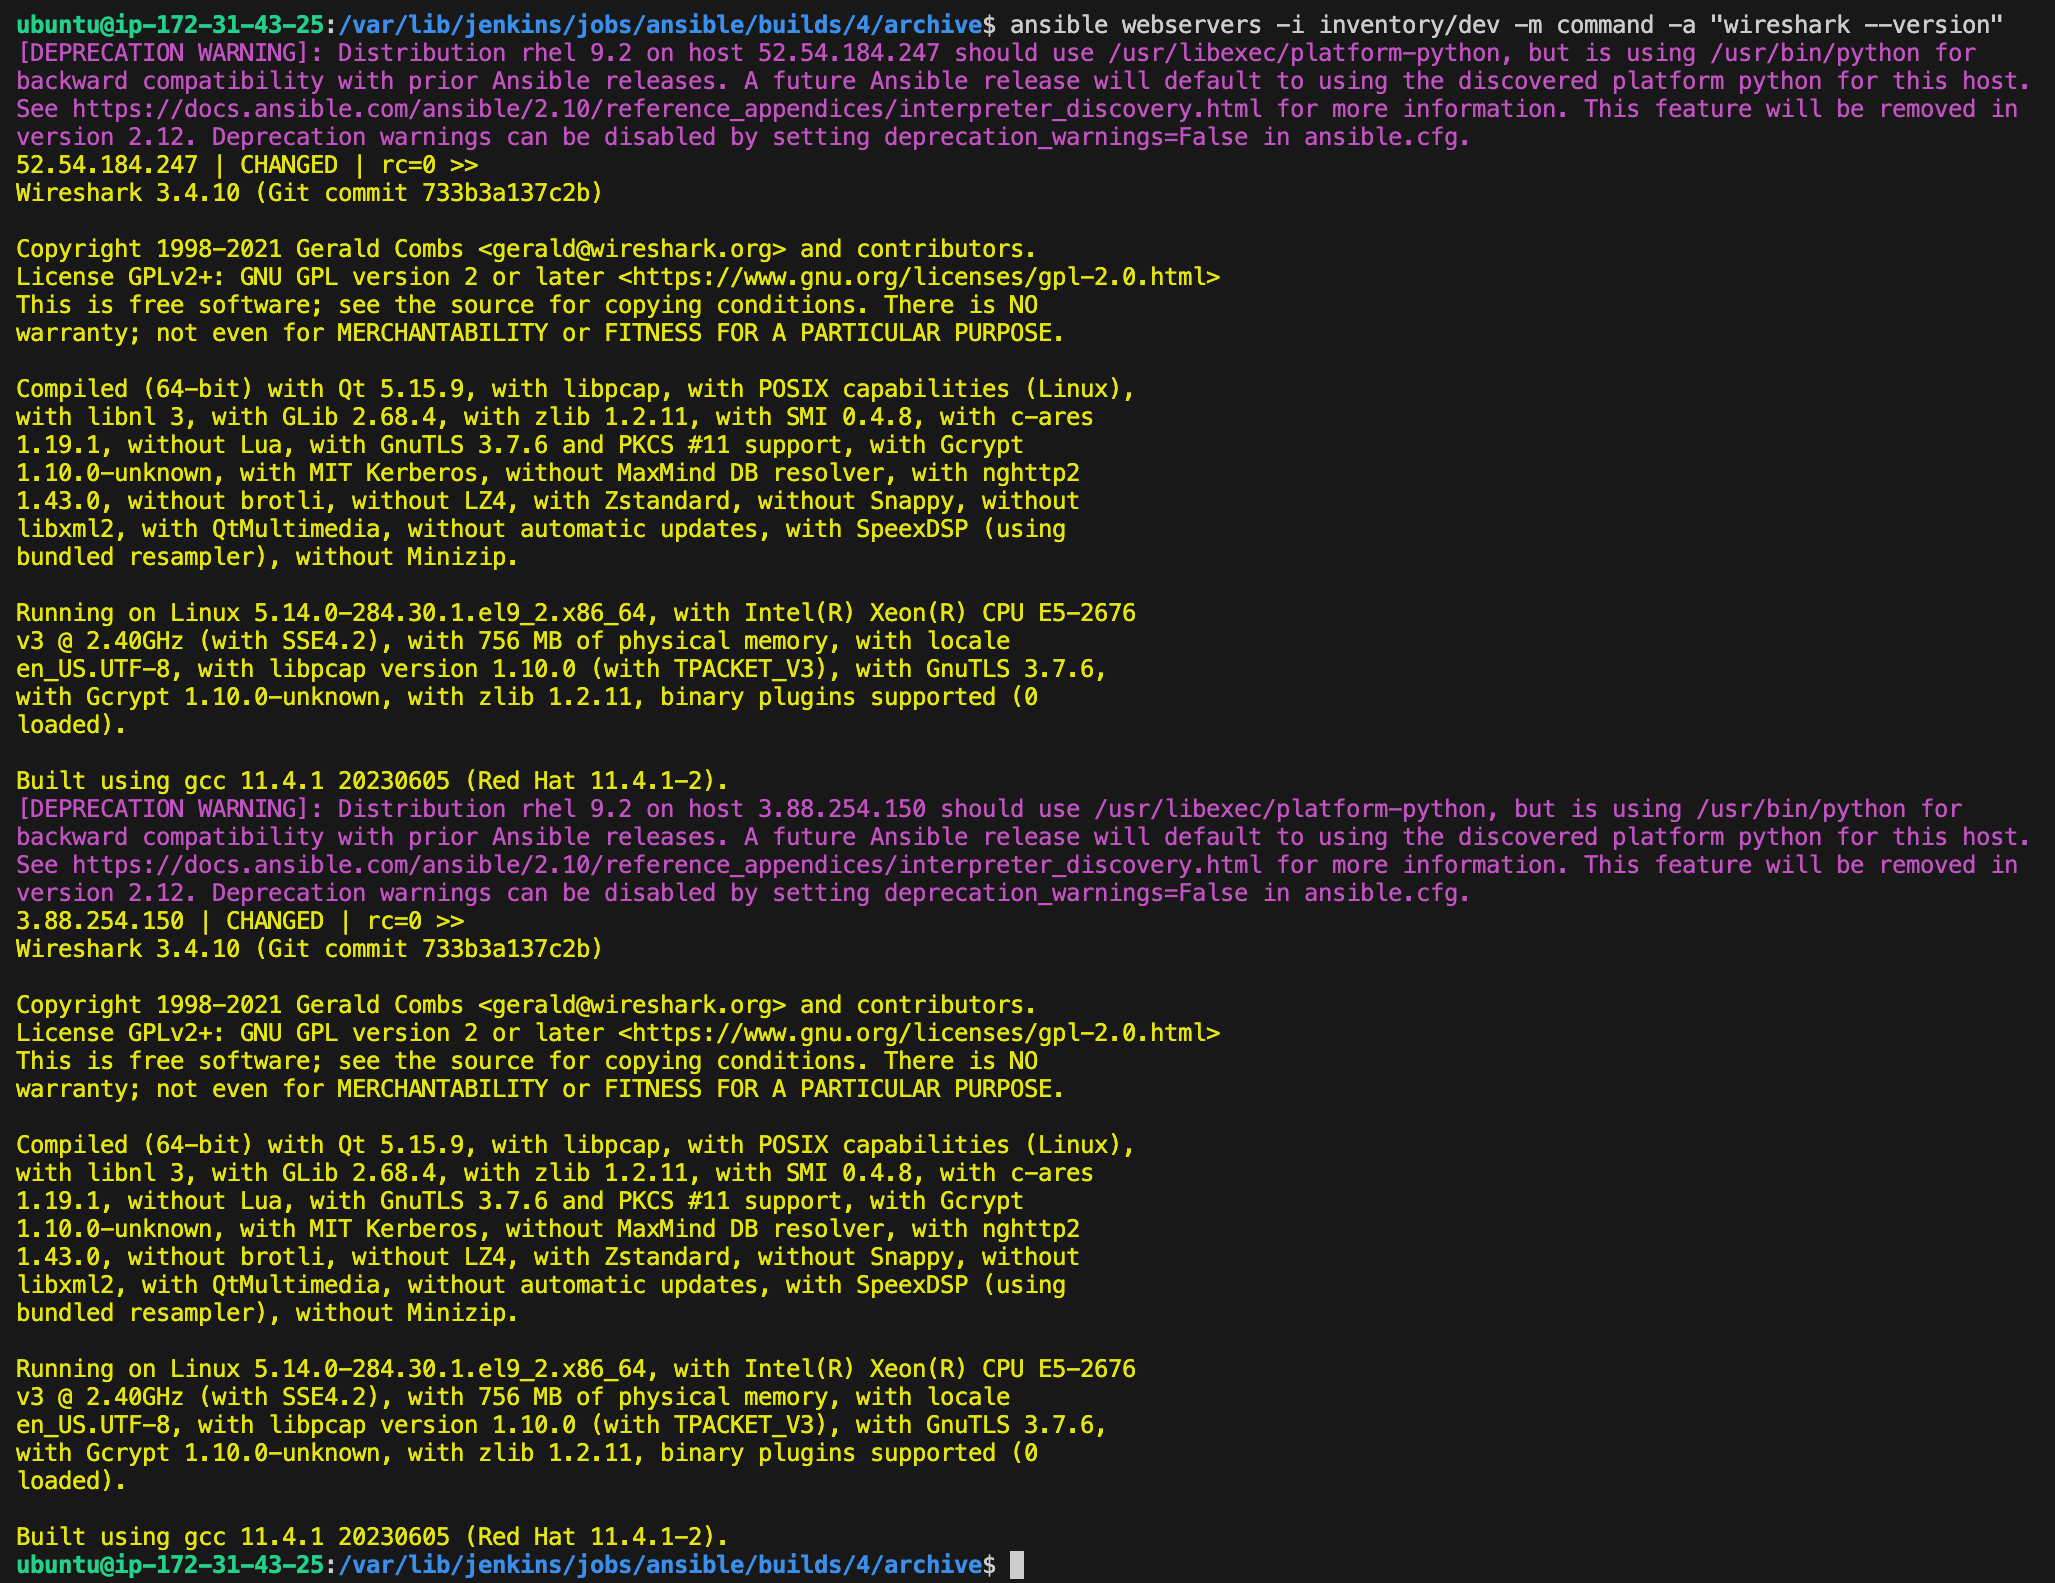 ubuntu@ip-172-31-43-25:/var/lib/jenkins/jobs/ansible/builds/4/archive$ ansible webservers -i inventory/dev -m command -a "wireshark --version"
[DEPRECATION WARNING]: Distribution rhel 9.2 on host 52.54.184.247 should use /usr/libexec/platform-python, but is using /usr/bin/python for
backward compatibility with prior Ansible releases. A future Ansible release will default to using the discovered platform python for this host.
See https://docs.ansible.com/ansible/2.10/reference_appendices/interpreter_discovery.html for more information. This feature will be removed in
version 2.12. Deprecation warnings can be disabled by setting deprecation_warnings=False in ansible.cfg.
52.54.184.247 | CHANGED | rc=0 >>
Wireshark 3.4.10 (Git commit 733b3a137c2b)

Copyright 1998-2021 Gerald Combs <gerald@wireshark.org> and contributors.
License GPLv2+: GNU GPL version 2 or later <https://www.gnu.org/licenses/gpl-2.0.html>
This is free software; see the source for copying conditions. There is NO
warranty; not even for MERCHANTABILITY or FITNESS FOR A PARTICULAR PURPOSE.

Compiled (64-bit) with Qt 5.15.9, with libpcap, with POSIX capabilities (Linux),
with libnl 3, with GLib 2.68.4, with zlib 1.2.11, with SMI 0.4.8, with c-ares
1.19.1, without Lua, with GnuTLS 3.7.6 and PKCS #11 support, with Gcrypt
1.10.0-unknown, with MIT Kerberos, without MaxMind DB resolver, with nghttp2
1.43.0, without brotli, without LZ4, with Zstandard, without Snappy, without
libxml2, with QtMultimedia, without automatic updates, with SpeexDSP (using
bundled resampler), without Minizip.

Running on Linux 5.14.0-284.30.1.el9_2.x86_64, with Intel(R) Xeon(R) CPU E5-2676
v3 @ 2.40GHz (with SSE4.2), with 756 MB of physical memory, with locale
en_US.UTF-8, with libpcap version 1.10.0 (with TPACKET_V3), with GnuTLS 3.7.6,
with Gcrypt 1.10.0-unknown, with zlib 1.2.11, binary plugins supported (0
loaded).

Built using gcc 11.4.1 20230605 (Red Hat 11.4.1-2).
[DEPRECATION WARNING]: Distribution rhel 9.2 on host 3.88.254.150 should use /usr/libexec/platform-python, but is using /usr/bin/python for
backward compatibility with prior Ansible releases. A future Ansible release will default to using the discovered platform python for this host.
See https://docs.ansible.com/ansible/2.10/reference_appendices/interpreter_discovery.html for more information. This feature will be removed in
version 2.12. Deprecation warnings can be disabled by setting deprecation_warnings=False in ansible.cfg.
3.88.254.150 | CHANGED | rc=0 >>
Wireshark 3.4.10 (Git commit 733b3a137c2b)

Copyright 1998-2021 Gerald Combs <gerald@wireshark.org> and contributors.
License GPLv2+: GNU GPL version 2 or later <https://www.gnu.org/licenses/gpl-2.0.html>
This is free software; see the source for copying conditions. There is NO
warranty; not even for MERCHANTABILITY or FITNESS FOR A PARTICULAR PURPOSE.

Compiled (64-bit) with Qt 5.15.9, with libpcap, with POSIX capabilities (Linux),
with libnl 3, with GLib 2.68.4, with zlib 1.2.11, with SMI 0.4.8, with c-ares
1.19.1, without Lua, with GnuTLS 3.7.6 and PKCS #11 support, with Gcrypt
1.10.0-unknown, with MIT Kerberos, without MaxMind DB resolver, with nghttp2
1.43.0, without brotli, without LZ4, with Zstandard, without Snappy, without
libxml2, with QtMultimedia, without automatic updates, with SpeexDSP (using
bundled resampler), without Minizip.

Running on Linux 5.14.0-284.30.1.el9_2.x86_64, with Intel(R) Xeon(R) CPU E5-2676
v3 @ 2.40GHz (with SSE4.2), with 756 MB of physical memory, with locale
en_US.UTF-8, with libpcap version 1.10.0 (with TPACKET_V3), with GnuTLS 3.7.6,
with Gcrypt 1.10.0-unknown, with zlib 1.2.11, binary plugins supported (0
loaded).

Built using gcc 11.4.1 20230605 (Red Hat 11.4.1-2).
ubuntu@ip-172-31-43-25:/var/lib/jenkins/jobs/ansible/builds/4/archive$